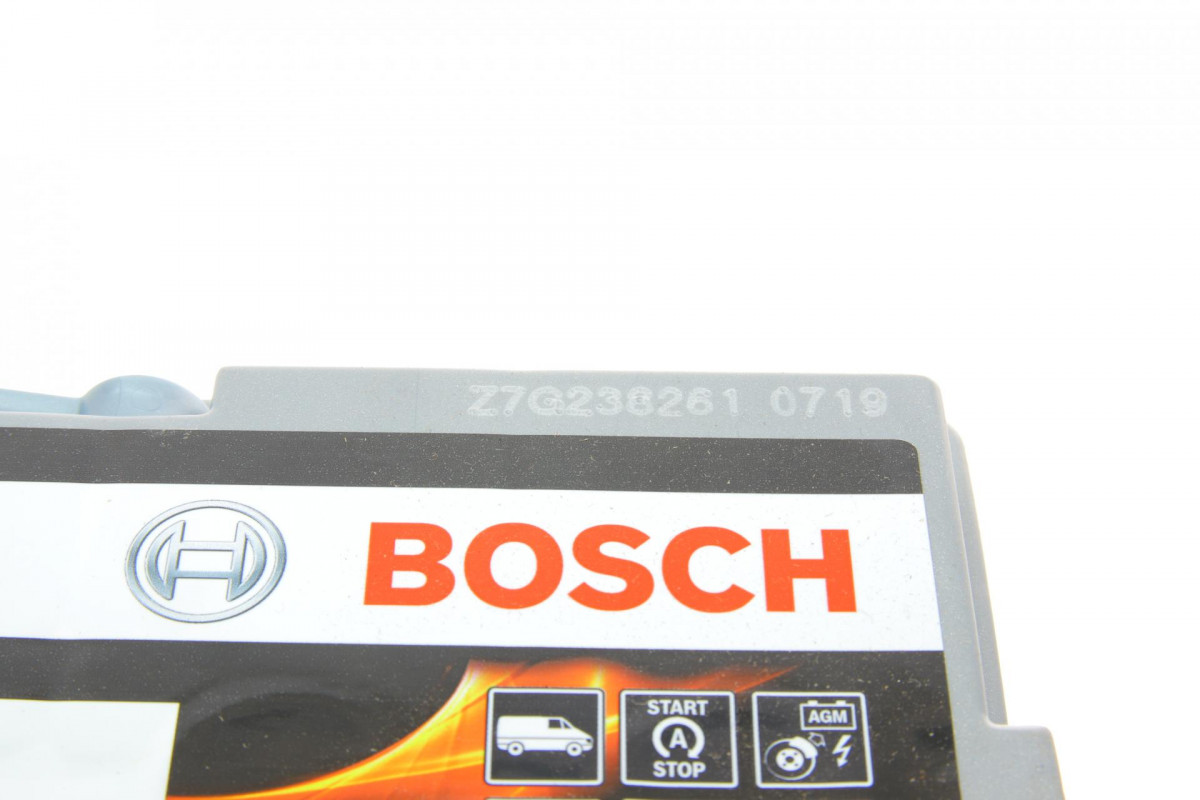 Z7G238261 0719
BOSCH
START
A
STOP
AGM